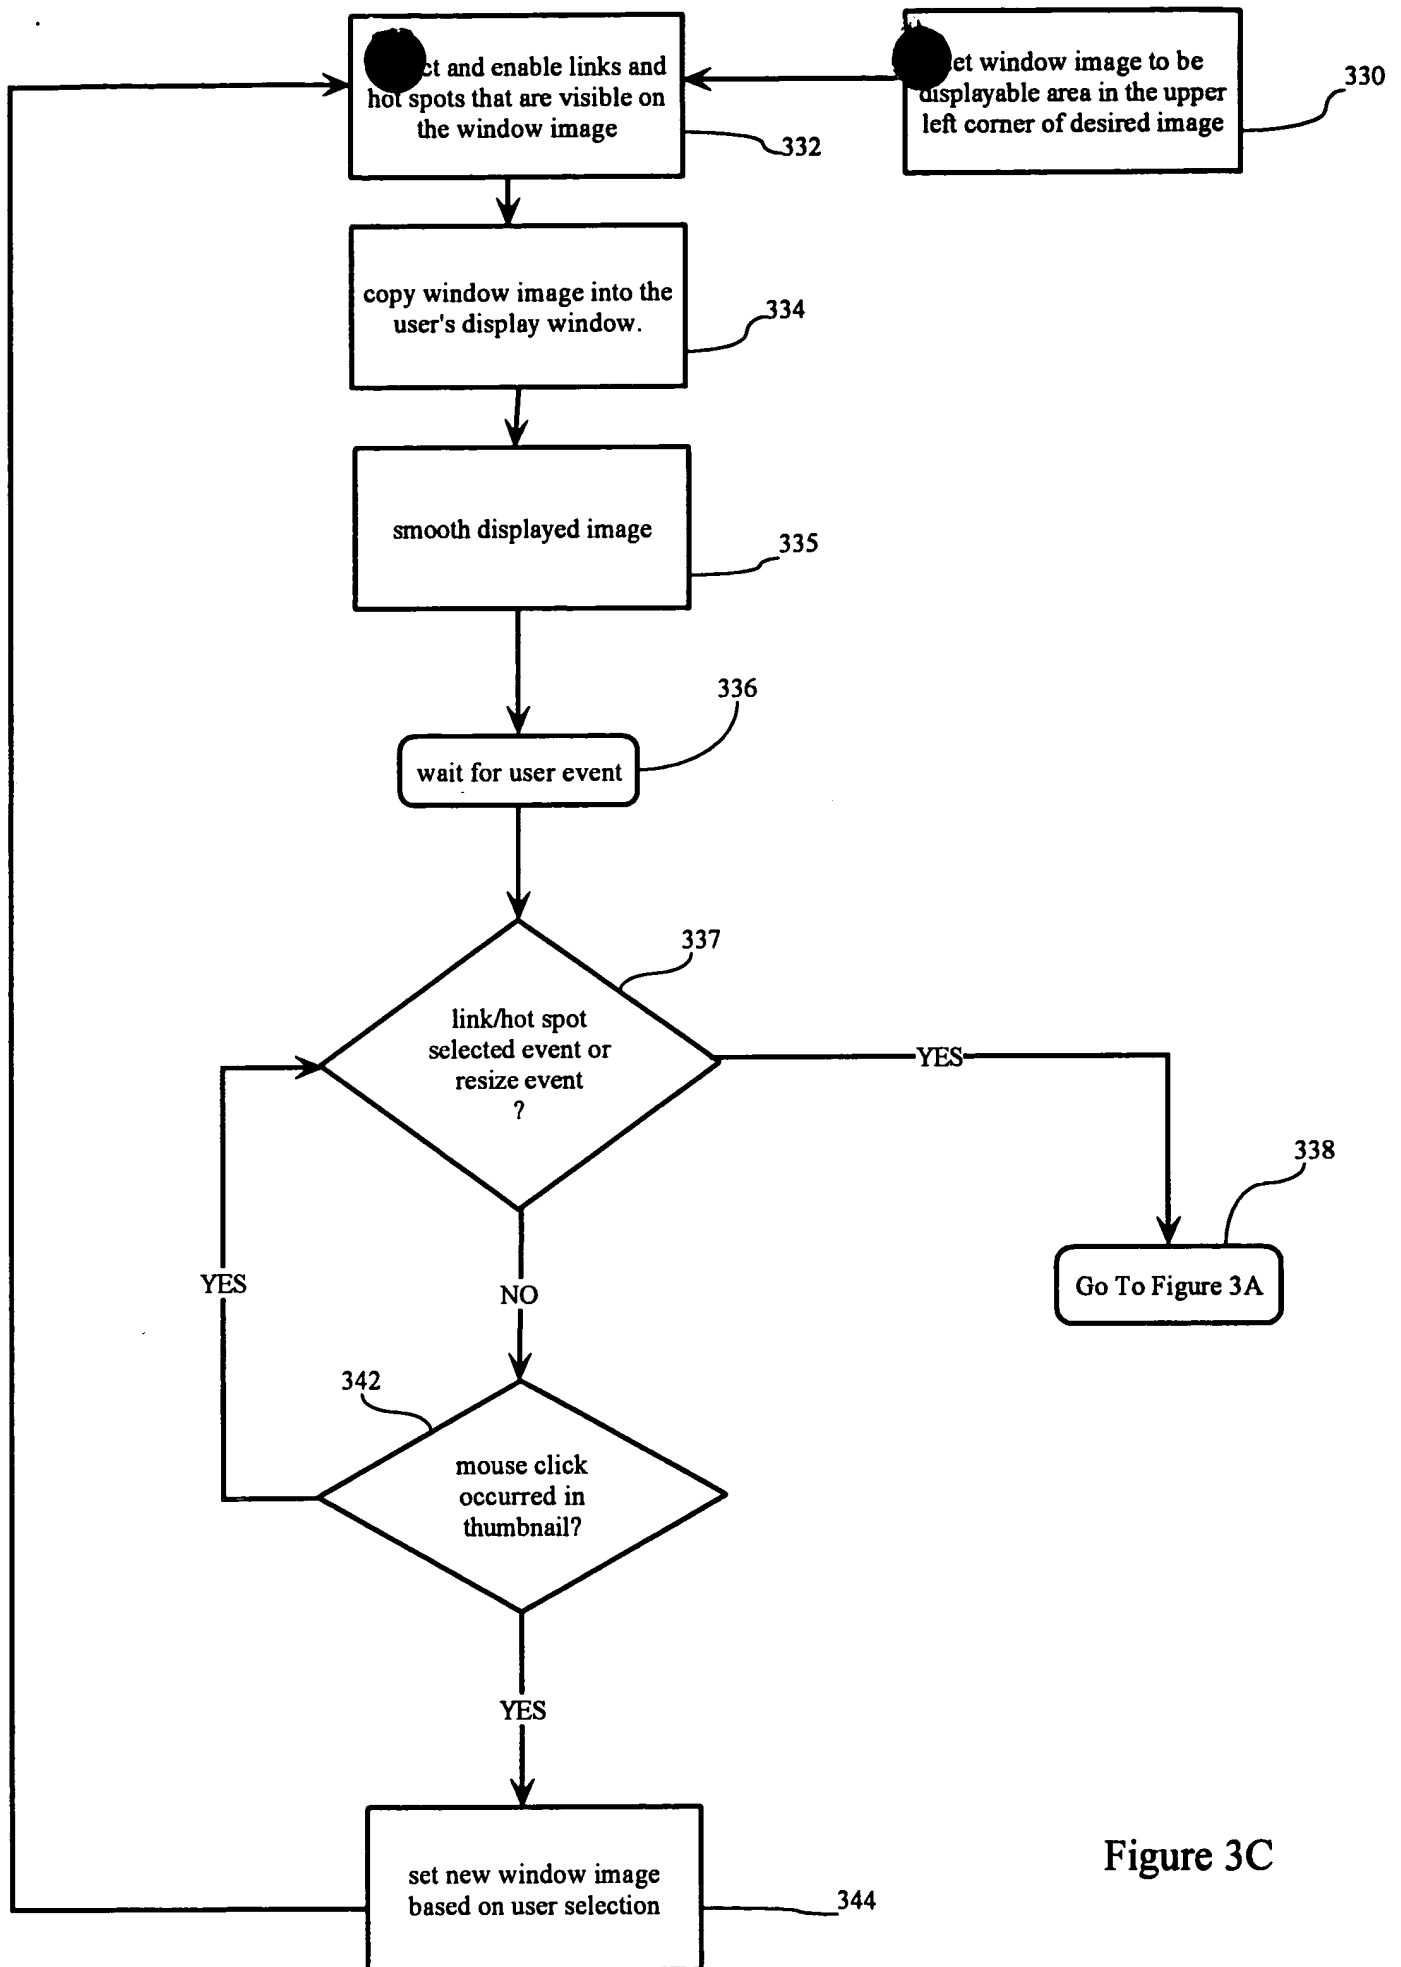 and enable links and
hot spots that are visible on
the window image
332
window image to be
displayable area in the upper
left corner of desired image
330
copy window image into the
user's display window.
334
smooth displayed image
335
336
wait for user event
337
link/hot spot
selected event or
resize event
?
YES
338
Go To Figure 3A
YES
NO
342
mouse click
occurred in
thumbnail?
YES
set new window image
based on user selection
344
Figure 3C